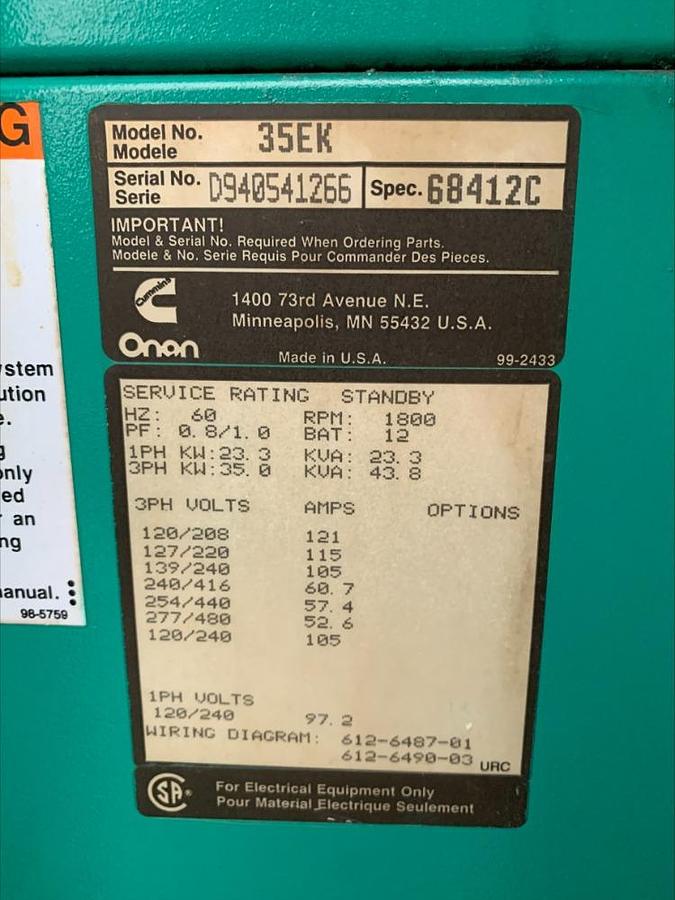 G
Model No. 35EK
Modele
Serial No. D940541266 Spec. 68412C
Serie
IMPORTANT!
Model & Serial No. Required When Ordering Parts.
Modele & No. Serie Requis Pour Commander Des Pieces.
Cummins
1400 73rd Avenue N.E.
Minneapolis, MN 55432 U.S.A.
Onan
Made in U.S.A. 99-2433
SERVICE RATING STANDBY
HZ: 60 RPM: 1800
PF: 0.8/1.0 BAT: 12
1PH KW:23.3 KVA: 23.3
3PH KW:35.0 KVA: 43.8
3PH VOLTS AMPS OPTIONS
120/208 121
127/220 115
139/240 105
240/416 60.7
254/440 57.4
277/480 52.6
120/240 105
1PH VOLTS
120/240 97.2
WIRING DIAGRAM: 612-6487-01
612-6490-03 URC
SA
For Electrical Equipment Only
Pour Material Electrique Seulement
ystem
ution
e.
g
only
ed
r an
ng
anual.
98-5759